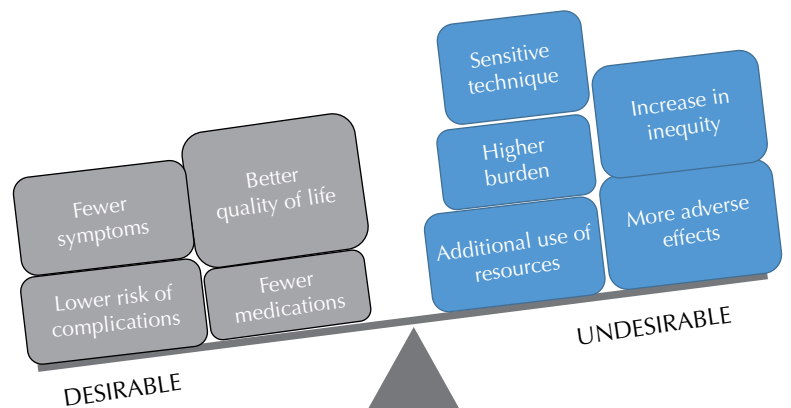 Fewer
symptoms
Better
quality of life
Lower risk of
complications
Fewer
medications
DESIRABLE
Sensitive
technique
Increase in
inequity
Higher
burden
More adverse
effects
Additional use of
resources
UNDESIRABLE